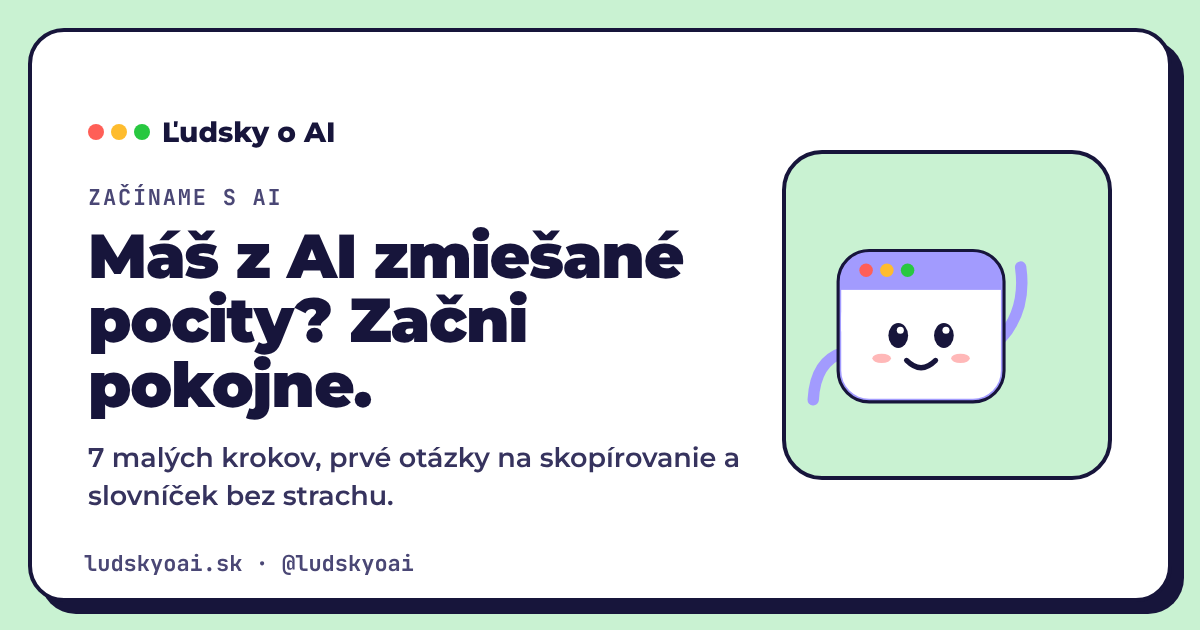 Ľudsky o AI
ZAČÍNAME S AI
Máš z AI zmiešané
pocity? Začni
pokojne.
7 malých krokov, prvé otázky na skopírovanie a
slovníček bez strachu.
ludskyoai.sk · @ludskyoai